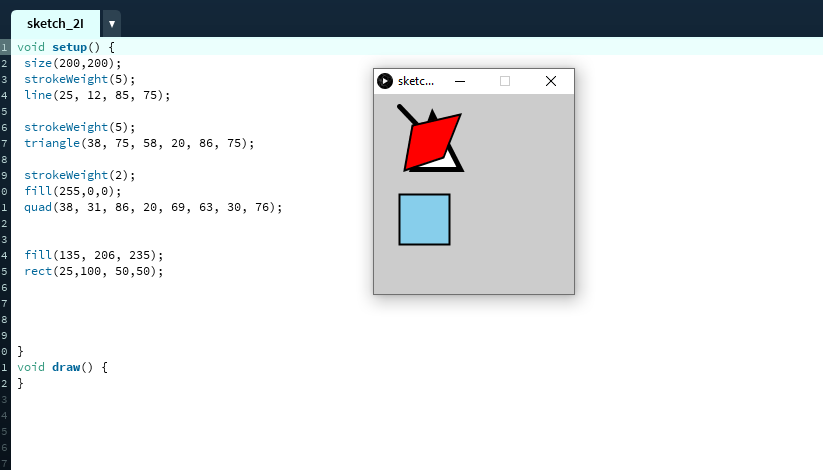 sketch_2I
▼
1 void setup() {
2 size(200,200);
3 strokeWeight(5);
4 line(25, 12, 85, 75);
5
6 strokeWeight(5);
7 triangle(38, 75, 58, 20, 86, 75);
8
9 strokeWeight(2);
0 fill(255,0,0);
1 quad(38, 31, 86, 20, 69, 63, 30, 76);
2
3
4 fill(135, 206, 235);
5 rect(25,100, 50,50);
6
7
8
9
0 }
1 void draw() {
2 }
3
4
5
6
7
sketc...